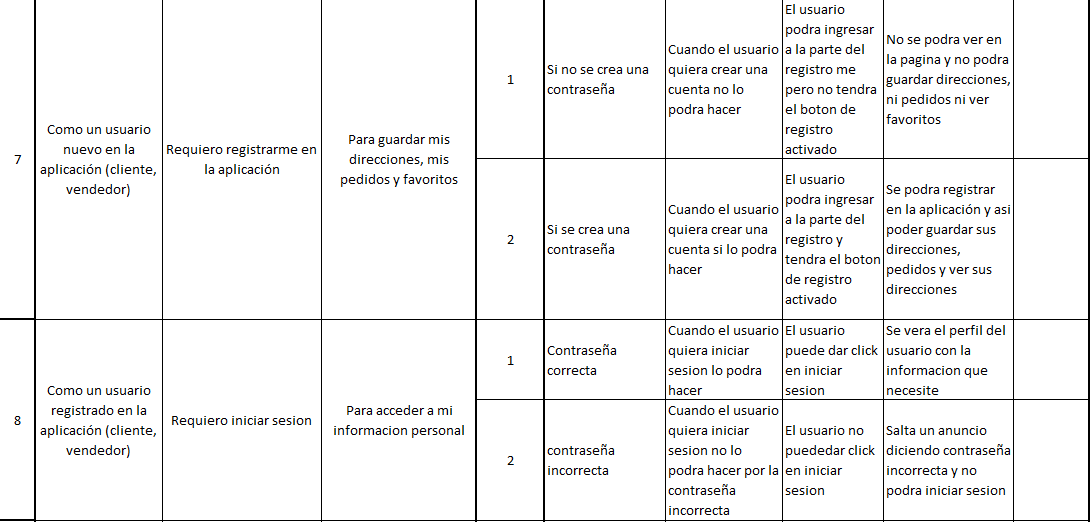 7
Como un usuario
nuevo en la
aplicación (cliente,
vendedor)
Requiero registrarme en
la aplicación
Para guardar mis
direcciones, mis
pedidos y favoritos
1
Si no se crea una
contraseña
Cuando el usuario
quiera crear una
cuenta no lo
podra hacer
El usuario
podra ingresar
a la parte del
registro me
pero no tendra
el boton de
registro
activado
No se podra ver en
la pagina y no podra
guardar direcciones,
ni pedidos ni ver
favoritos
2
Si se crea una
contraseña
Cuando el usuario
quiera crear una
cuenta si lo podra
hacer
El usuario
podra ingresar
a la parte del
registro y
tendra el boton
de registro
activado
Se podra registrar
en la aplicación y asi
poder guardar sus
direcciones,
pedidos y ver sus
direcciones
8
Como un usuario
registrado en la
aplicación (cliente,
vendedor)
Requiero iniciar sesion
Para acceder a mi
informacion personal
1
Contraseña
correcta
Cuando el usuario
quiera iniciar
sesion lo podra
hacer
El usuario
puede dar click
en iniciar
sesion
Se vera el perfil del
usuario con la
informacion que
necesite
2
contraseña
incorrecta
Cuando el usuario
quiera iniciar
sesion no lo
podra hacer por la
contraseña
incorrecta
El usuario no
puededar click
en iniciar
sesion
Salta un anuncio
diciendo contraseña
incorrecta y no
podra iniciar sesion